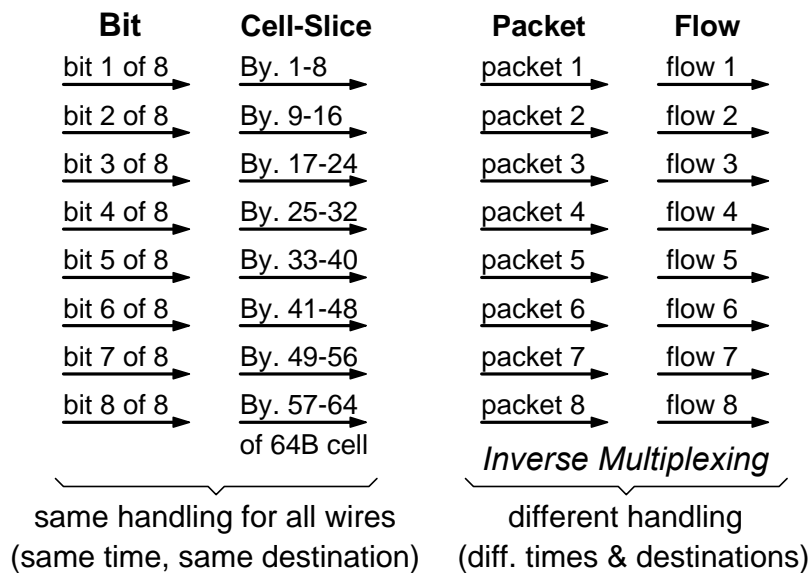 Bit Cell-Slice Packet Flow
bit 1 of 8 By. 1-8 packet 1 flow 1
bit 2 of 8 By. 9-16 packet 2 flow 2
bit 3 of 8 By. 17-24 packet 3 flow 3
bit 4 of 8 By. 25-32 packet 4 flow 4
bit 5 of 8 By. 33-40 packet 5 flow 5
bit 6 of 8 By. 41-48 packet 6 flow 6
bit 7 of 8 By. 49-56 packet 7 flow 7
bit 8 of 8 By. 57-64 packet 8 flow 8
of 64B cell
Inverse Multiplexing
same handling for all wires different handling
(same time, same destination) (diff. times & destinations)